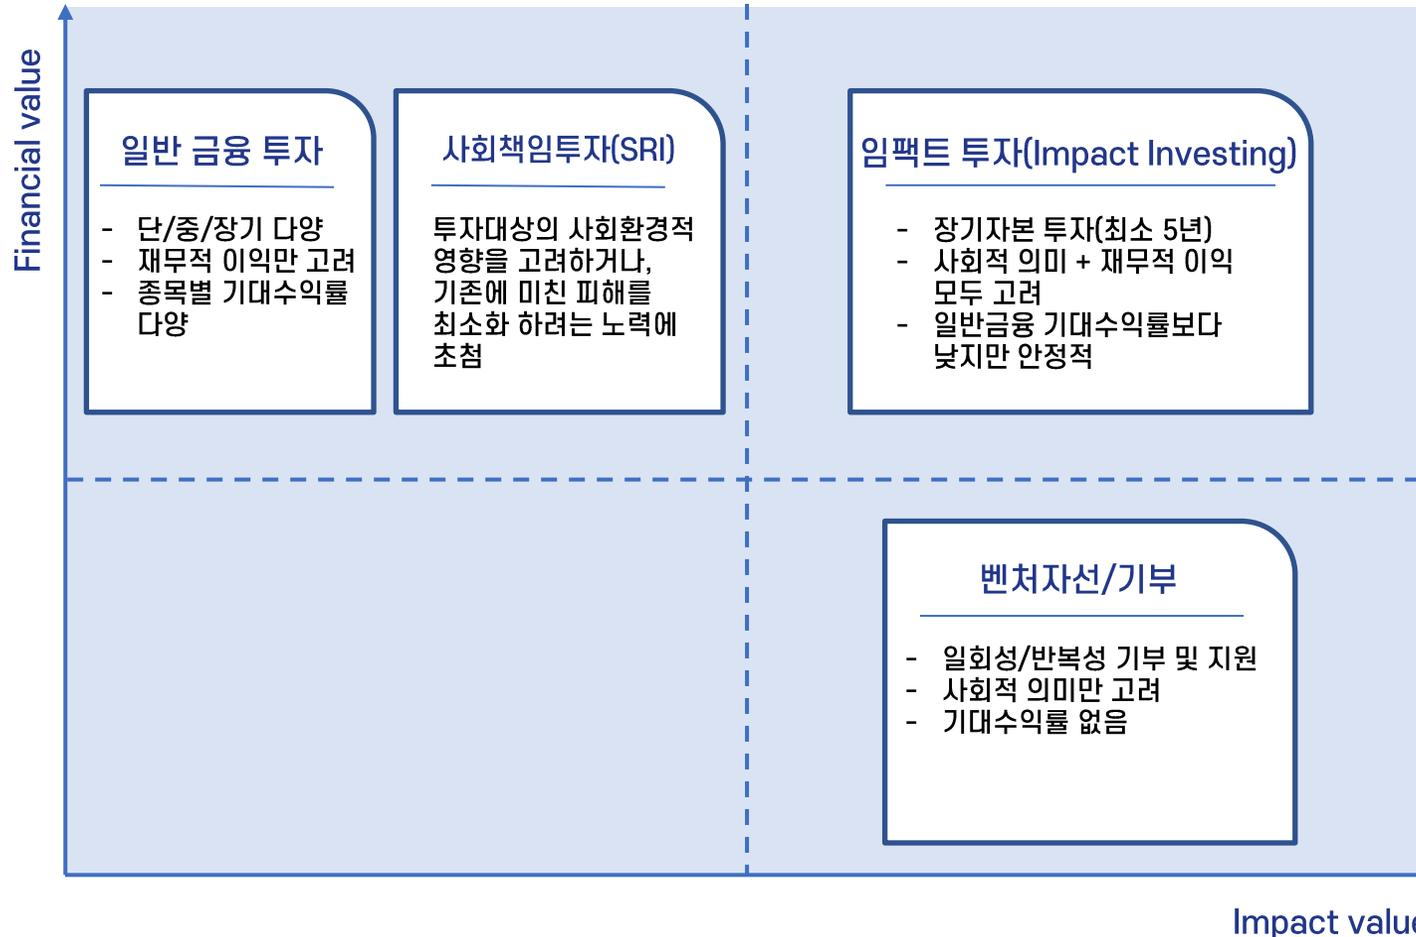 Financial value
일반 금융 투자
- 단/중/장기 다양
- 재무적 이익만 고려
- 종목별 기대수익률
다양
사회책임투자(SRI)
투자대상의 사회환경적
영향을 고려하거나,
기존에 미친 피해를
최소화 하려는 노력에
초첨
임팩트 투자(Impact Investing)
- 장기자본 투자(최소 5년)
- 사회적 의미 + 재무적 이익
모두 고려
- 일반금융 기대수익률보다
낮지만 안정적
벤처자선/기부
- 일회성/반복성 기부 및 지원
- 사회적 의미만 고려
- 기대수익률 없음
Impact value